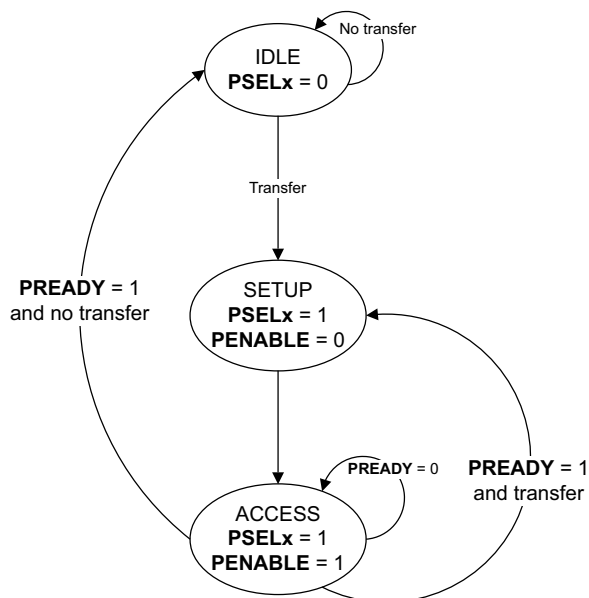 No transfer
IDLE
PSELx = 0
Transfer
SETUP
PSELx = 1
PENABLE = 0
PREADY = 1
and no transfer
PREADY = 0
PREADY = 1
and transfer
ACCESS
PSELx = 1
PENABLE = 1